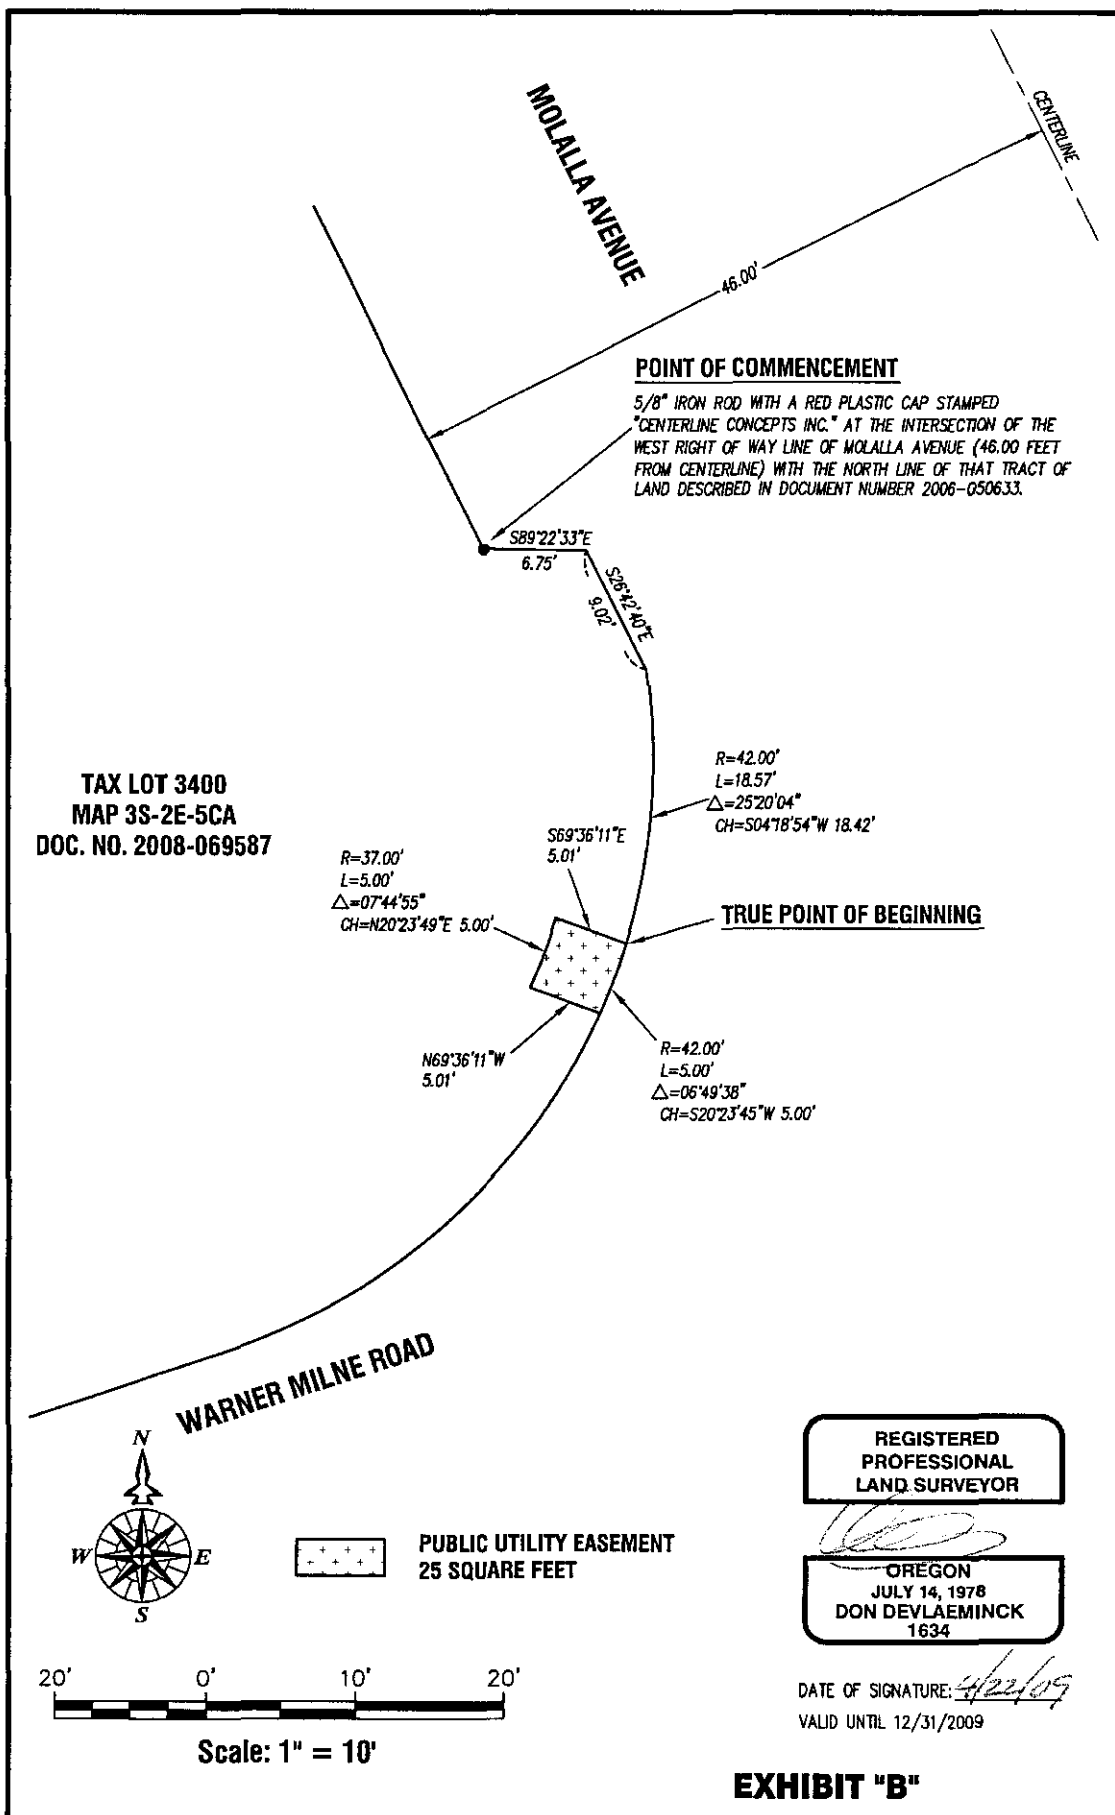 MOLALLA AVENUE
CENTERLINE
46.00'
POINT OF COMMENCEMENT
5/8" IRON ROD WITH A RED PLASTIC CAP STAMPED
"CENTERLINE CONCEPTS INC." AT THE INTERSECTION OF THE
WEST RIGHT OF WAY LINE OF MOLALLA AVENUE (46.00 FEET
FROM CENTERLINE) WITH THE NORTH LINE OF THAT TRACT OF
LAND DESCRIBED IN DOCUMENT NUMBER 2006-050633.
S89°22'33"E
6.75'
S26°42'40"E
9.02'
TAX LOT 3400
MAP 3S-2E-5CA
DOC. NO. 2008-069587
R=42.00'
L=18.57'
△=25°20'04"
CH=S04°18'54"W 18.42'
S69°36'11"E
5.01'
R=37.00'
L=5.00'
△=07°44'55"
CH=N20°23'49"E 5.00'
TRUE POINT OF BEGINNING
N69°36'11"W
5.01'
R=42.00'
L=5.00'
△=06°49'38"
CH=S20°23'45"W 5.00'
WARNER MILNE ROAD
N
W
E
S
PUBLIC UTILITY EASEMENT
25 SQUARE FEET
20'
0'
10'
20'
Scale: 1" = 10'
REGISTERED
PROFESSIONAL
LAND SURVEYOR
OREGON
JULY 14, 1978
DON DEVLAEMINCK
1634
DATE OF SIGNATURE: 4/22/09
VALID UNTIL 12/31/2009
EXHIBIT "B"